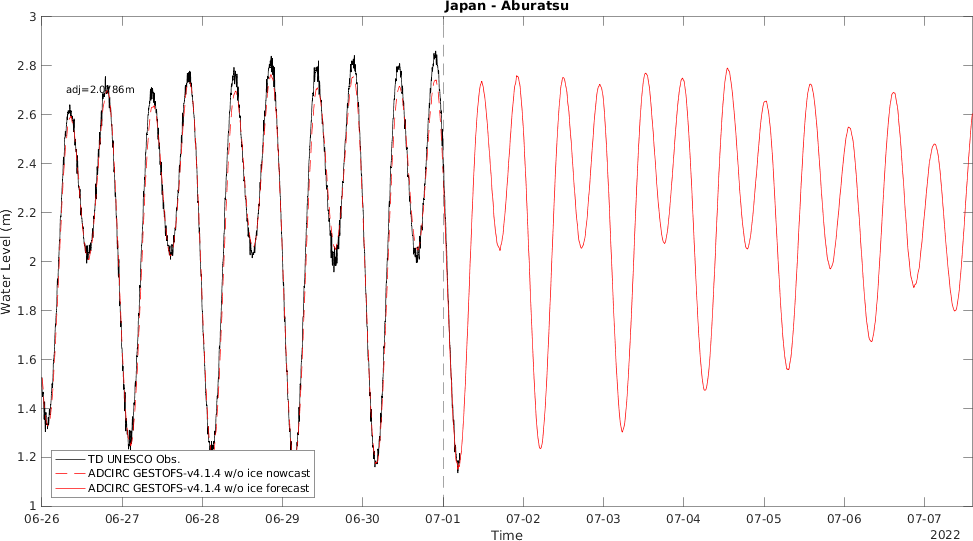 Japan - Aburatsu
3
2.8
2.6
2.4
2.2
2
1.8
1.6
1.4
1.2
1
Water Level (m)
TD UNESCO Obs.
ADCIRC GESTOFS-v4.1.4 w/o ice nowcast
ADCIRC GESTOFS-v4.1.4 w/o ice forecast
06-26 06-27 06-28 06-29 06-30 07-01 07-02 07-03 07-04 07-05 07-06 07-07
Time
2022